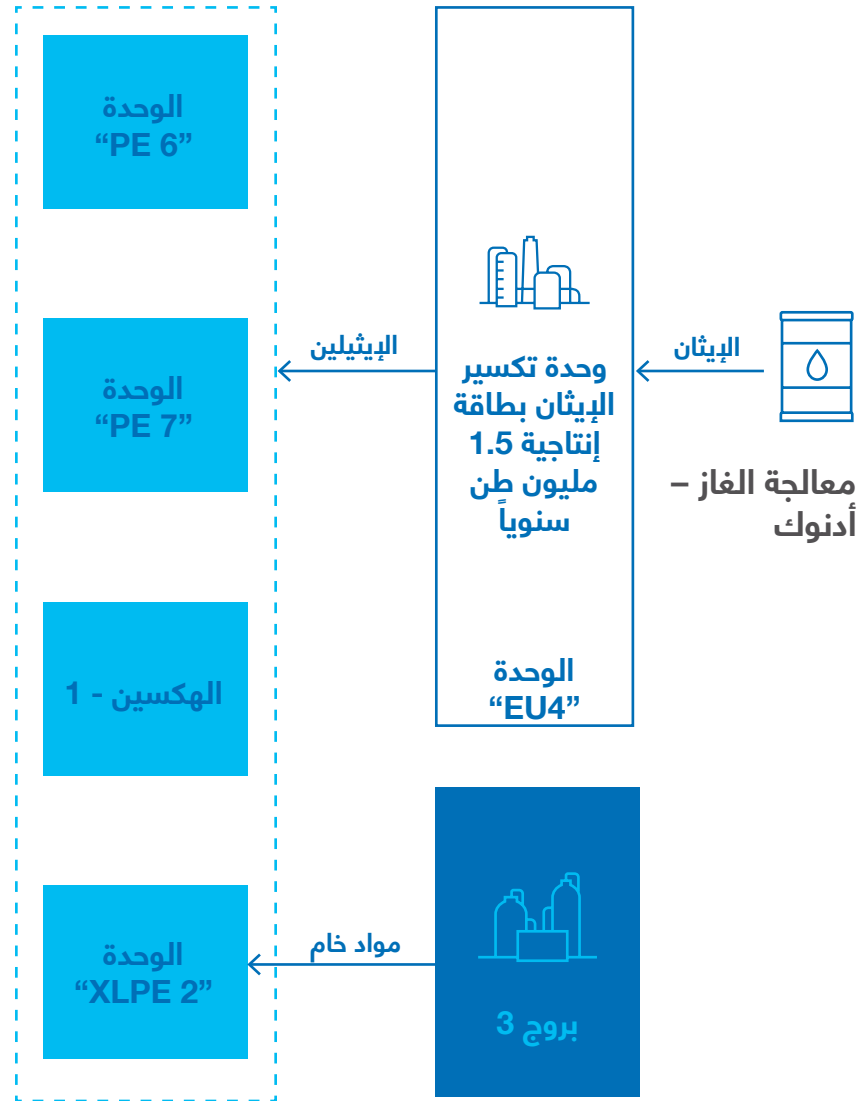 معالجة الغاز –
أدنوك
الإيثان
وحدة تكسير
الإيثان بطاقة
إنتاجية 1.5
مليون طن
سنوياً
الوحدة
“EU4”
الإيثيلين
الوحدة
“PE 6”
الوحدة
“PE 7”
الهكسين - 1
بروج 3
مواد خام
الوحدة
“XLPE 2”